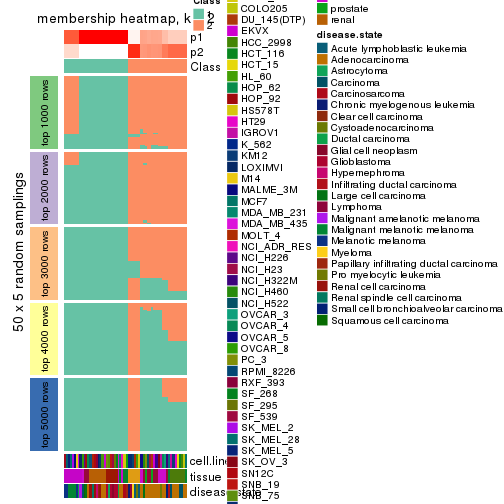 membership heatmap, k = 2
p1
p2
Class
50 x 5 random samplings
top 1000 rows
top 2000 rows
top 3000 rows
top 4000 rows
top 5000 rows
cell.line
tissue
disease.state
Class
1
2
COLO205
DU_145(DTP)
EKVX
HCC_2998
HCT_116
HCT_15
HL_60
HOP_62
HOP_92
HS578T
HT29
IGROV1
K_562
KM12
LOXIMVI
M14
MALME_3M
MCF7
MDA_MB_231
MDA_MB_435
MOLT_4
NCI_ADR_RES
NCI_H226
NCI_H23
NCI_H322M
NCI_H460
NCI_H522
OVCAR_3
OVCAR_4
OVCAR_5
OVCAR_8
PC_3
RPMI_8226
RXF_393
SF_268
SF_295
SF_539
SK_MEL_2
SK_MEL_28
SK_MEL_5
SK_OV_3
SN12C
SNB_19
SNB_75
prostate
renal
disease.state
Acute lymphoblastic leukemia
Adenocarcinoma
Astrocytoma
Carcinoma
Carcinosarcoma
Chronic myelogenous leukemia
Clear cell carcinoma
Cystoadenocarcinoma
Ductal carcinoma
Glial cell neoplasm
Glioblastoma
Hypernephroma
Infiltrating ductal carcinoma
Large cell carcinoma
Lymphoma
Malignant amelanotic melanoma
Malignant melanotic melanoma
Melanotic melanoma
Myeloma
Papillary infiltrating ductal carcinoma
Pro myelocytic leukemia
Renal cell carcinoma
Renal spindle cell carcinoma
Small cell bronchioalveolar carcinoma
Squamous cell carcinoma